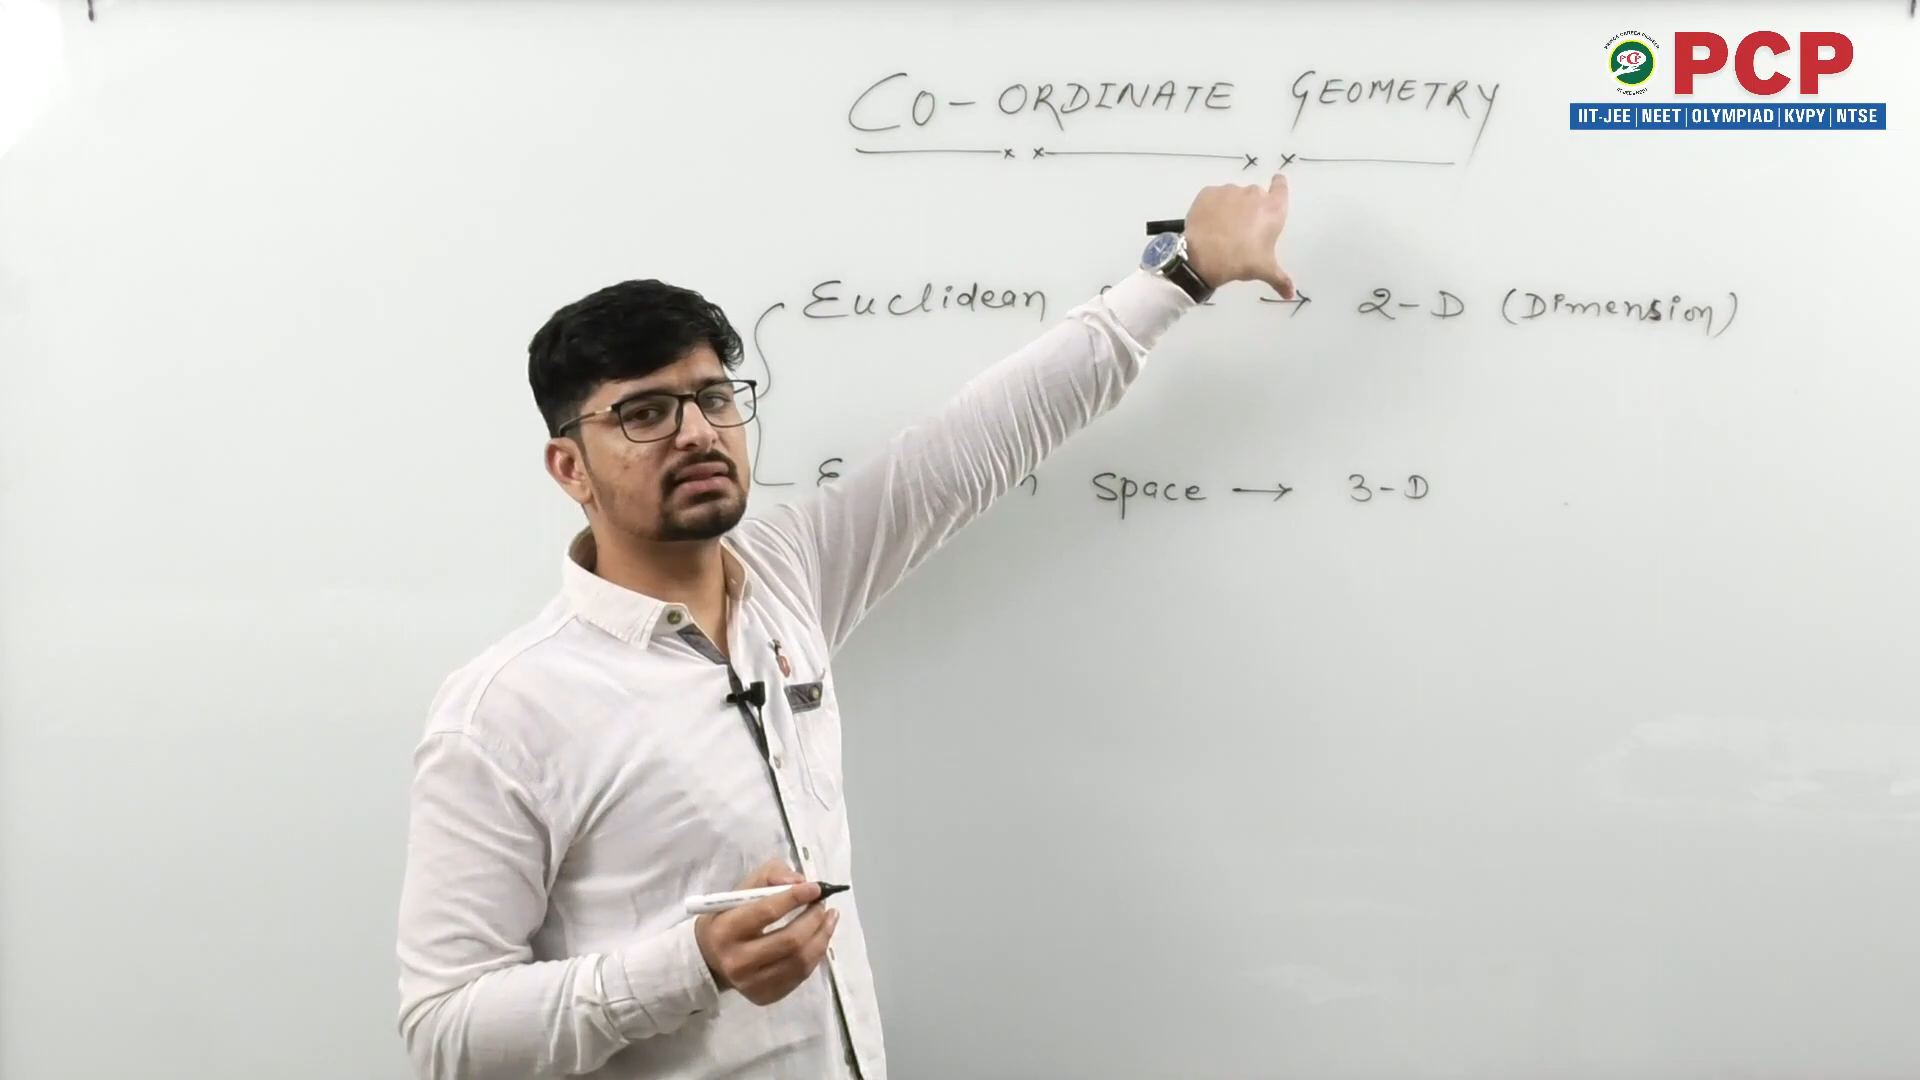 PCP
IIT-JEE | NEET | OLYMPIAD | KVPY | NTSE
CO-ORDINATE GEOMETRY
Euclidean → 2-D (Dimension)
Space → 3-D